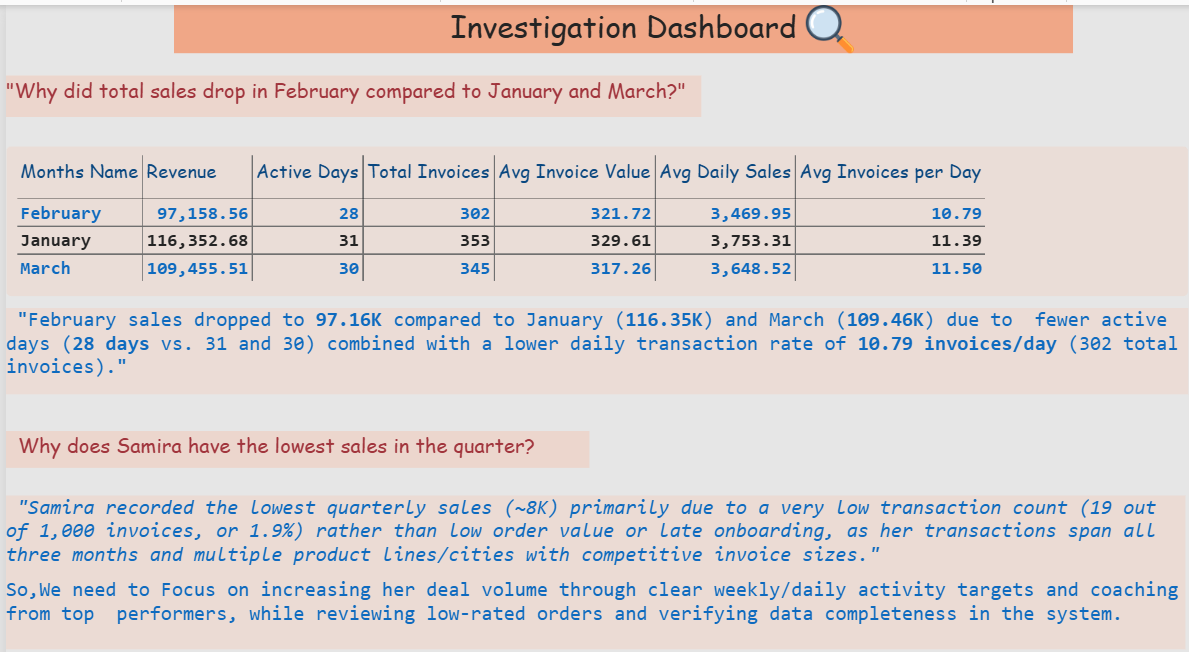 Investigation Dashboard
"Why did total sales drop in February compared to January and March?"
Months Name Revenue Active Days Total Invoices Avg Invoice Value Avg Daily Sales Avg Invoices per Day
February 97,158.56 28 302 321.72 3,469.95 10.79
January 116,352.68 31 353 329.61 3,753.31 11.39
March 109,455.51 30 345 317.26 3,648.52 11.50
"February sales dropped to 97.16K compared to January (116.35K) and March (109.46K) due to fewer active
days (28 days vs. 31 and 30) combined with a lower daily transaction rate of 10.79 invoices/day (302 total
invoices)."
Why does Samira have the lowest sales in the quarter?
"Samira recorded the lowest quarterly sales (~8K) primarily due to a very low transaction count (19 out
of 1,000 invoices, or 1.9%) rather than low order value or late onboarding, as her transactions span all
three months and multiple product lines/cities with competitive invoice sizes."
So,We need to Focus on increasing her deal volume through clear weekly/daily activity targets and coaching
from top performers, while reviewing low-rated orders and verifying data completeness in the system.